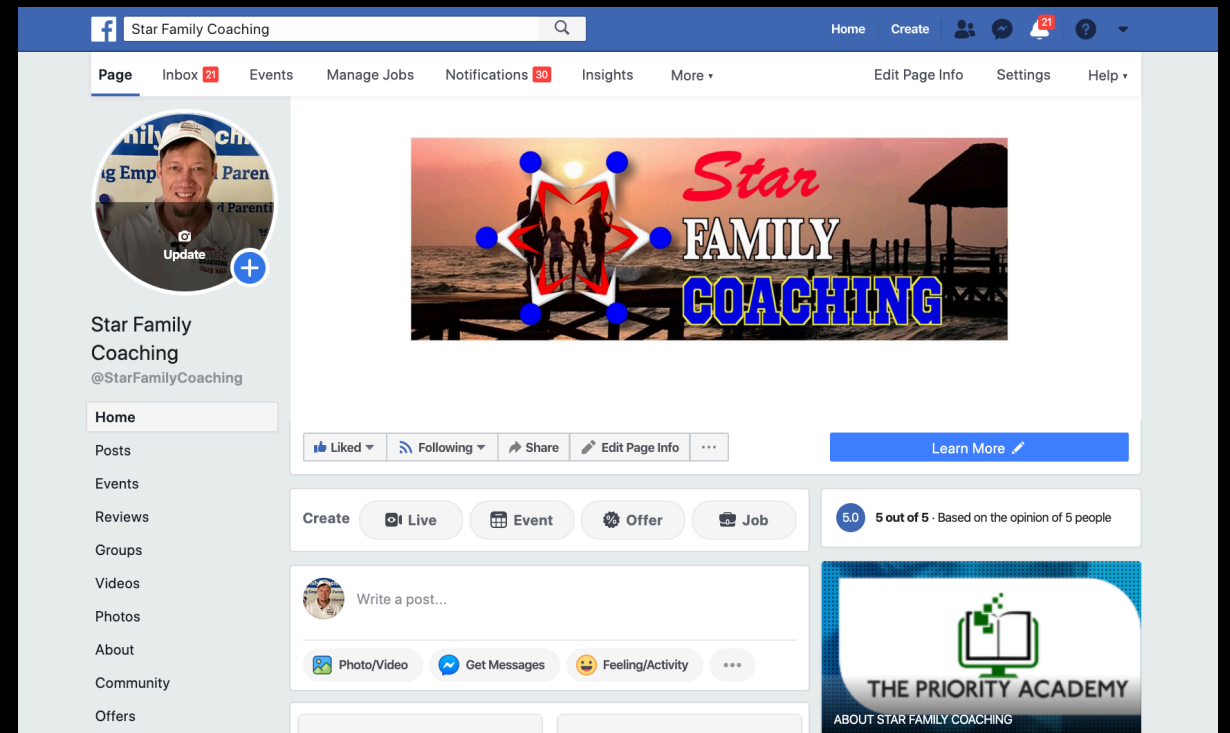 Star Family Coaching
Home
Create
21
Page
Inbox 21
Events
Manage Jobs
Notifications 30
Insights
More
Edit Page Info
Settings
Help
Update
Star Family
Coaching
@StarFamilyCoaching
Star
FAMILY
COACHING
Home
Posts
Events
Reviews
Groups
Videos
Photos
About
Community
Offers
Liked
Following
Share
Edit Page Info
Learn More
Create
Live
Event
Offer
Job
5.0
5 out of 5 · Based on the opinion of 5 people
Write a post...
Photo/Video
Get Messages
Feeling/Activity
THE PRIORITY ACADEMY
ABOUT STAR FAMILY COACHING